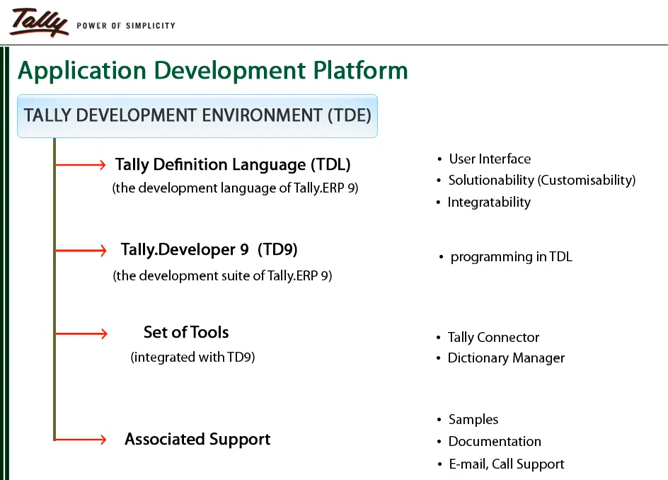 Tally POWER OF SIMPLICITY
Application Development Platform
TALLY DEVELOPMENT ENVIRONMENT (TDE)
Tally Definition Language (TDL)
(the development language of Tally.ERP 9)
• User Interface
• Solutionability (Customisability)
• Integratability
Tally.Developer 9 (TD9)
(the development suite of Tally.ERP 9)
• programming in TDL
Set of Tools
(integrated with TD9)
• Tally Connector
• Dictionary Manager
Associated Support
• Samples
• Documentation
• E-mail, Call Support